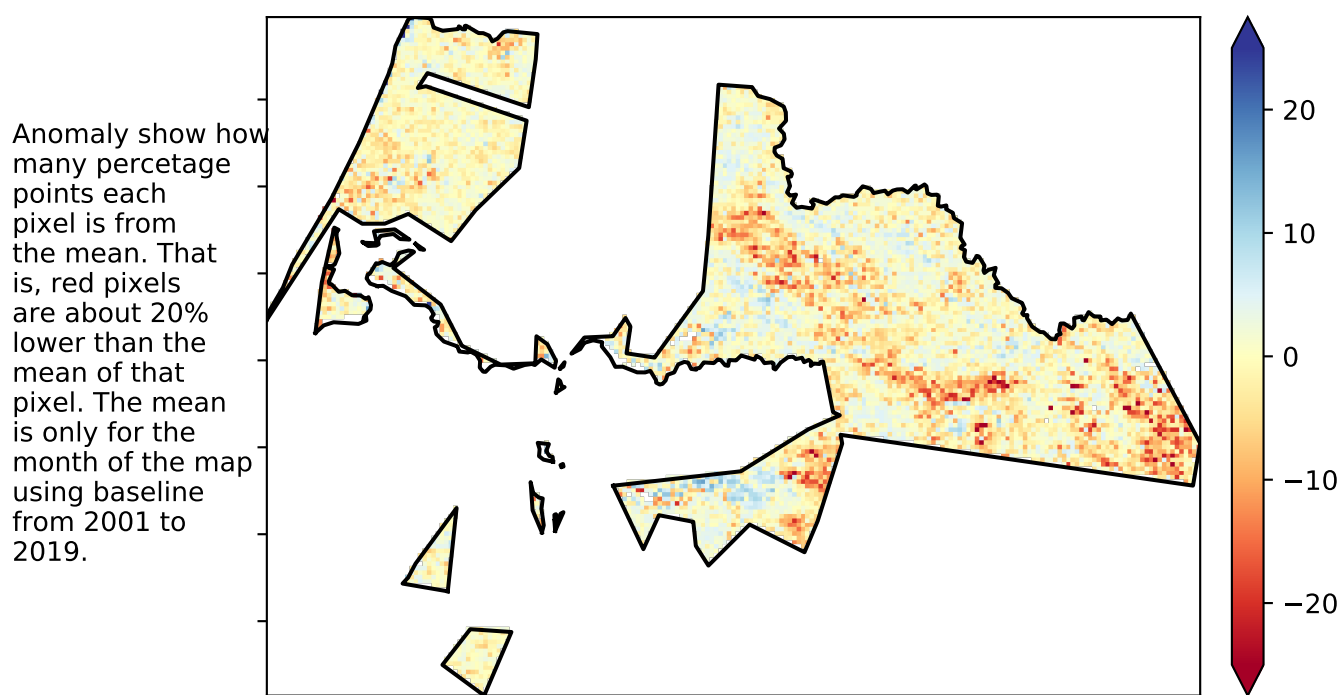 Anomaly show how
many percetage
points each
pixel is from
the mean. That
is, red pixels
are about 20%
lower than the
mean of that
pixel. The mean
is only for the
month of the map
using baseline
from 2001 to
2019.
20
10
0
−10
−20